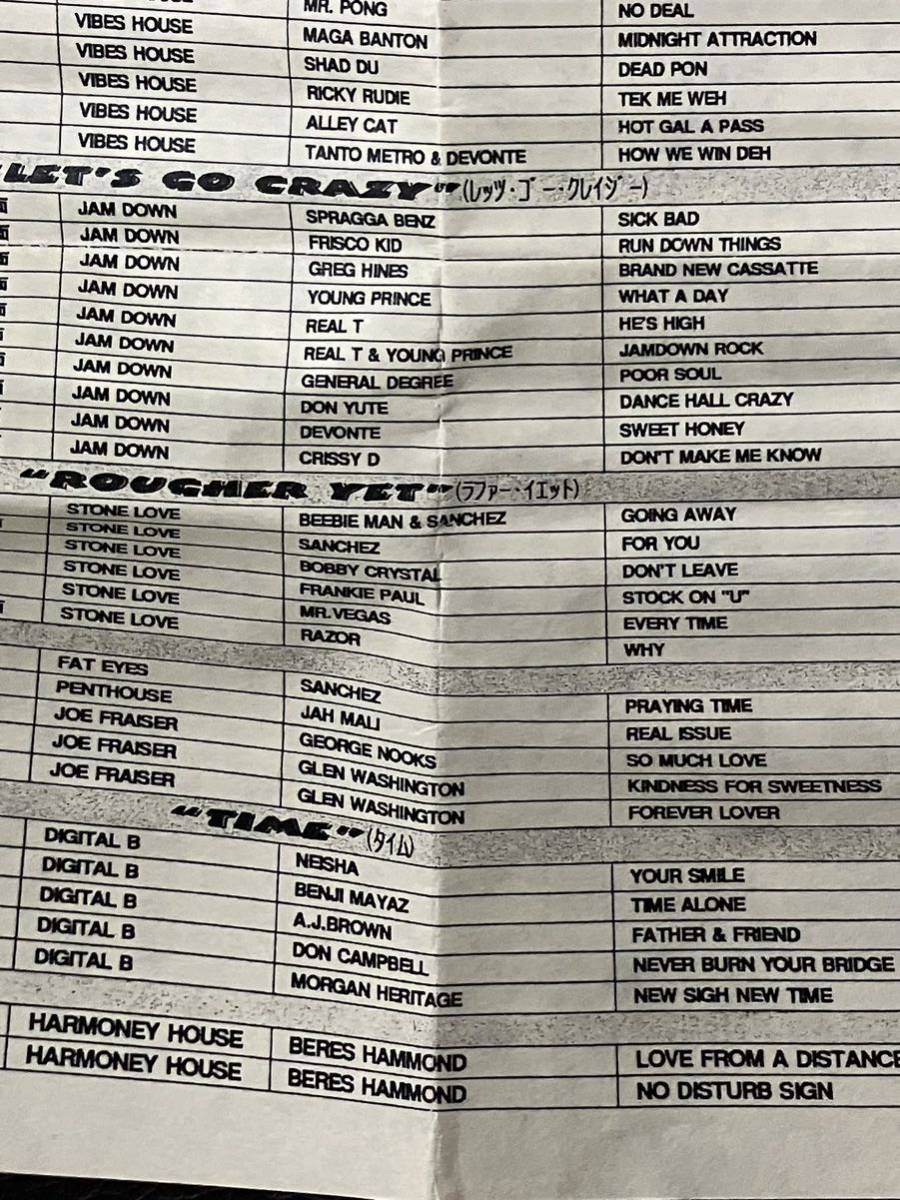 MR. PONG NO DEAL
VIBES HOUSE MAGA BANTON MIDNIGHT ATTRACTION
VIBES HOUSE SHAD DU DEAD PON
VIBES HOUSE RICKY RUDIE TEK ME WEH
VIBES HOUSE ALLEY CAT HOT GAL A PASS
VIBES HOUSE TANTO METRO & DEVONTE HOW WE WIN DEH
LET'S GO CRAZY" (レッツ・ゴー・クレイジー)
面 JAM DOWN SPRAGGA BENZ SICK BAD
面 JAM DOWN FRISCO KID RUN DOWN THINGS
面 JAM DOWN GREG HINES BRAND NEW CASSATTE
面 JAM DOWN YOUNG PRINCE WHAT A DAY
面 JAM DOWN REAL T HE'S HIGH
JAM DOWN REAL T & YOUNG PRINCE JAMDOWN ROCK
JAM DOWN GENERAL DEGREE POOR SOUL
JAM DOWN DON YUTE DANCE HALL CRAZY
JAM DOWN DEVONTE SWEET HONEY
JAM DOWN CRISSY D DON'T MAKE ME KNOW
"ROUGHER YET" (ラファー・イエット)
STONE LOVE BEEBIE MAN & SANCHEZ GOING AWAY
STONE LOVE SANCHEZ FOR YOU
STONE LOVE BOBBY CRYSTAL DON'T LEAVE
STONE LOVE FRANKIE PAUL STOCK ON "U"
STONE LOVE MR.VEGAS EVERY TIME
STONE LOVE RAZOR WHY
FAT EYES SANCHEZ PRAYING TIME
PENTHOUSE JAH MALI REAL ISSUE
JOE FRAISER GEORGE NOOKS SO MUCH LOVE
JOE FRAISER GLEN WASHINGTON KINDNESS FOR SWEETNESS
JOE FRAISER GLEN WASHINGTON FOREVER LOVER
"TIME" (タイム)
DIGITAL B NEISHA YOUR SMILE
DIGITAL B BENJI MAYAZ TIME ALONE
DIGITAL B A.J.BROWN FATHER & FRIEND
DIGITAL B DON CAMPBELL NEVER BURN YOUR BRIDGE
DIGITAL B MORGAN HERITAGE NEW SIGH NEW TIME
HARMONEY HOUSE BERES HAMMOND LOVE FROM A DISTANCE
HARMONEY HOUSE BERES HAMMOND NO DISTURB SIGN